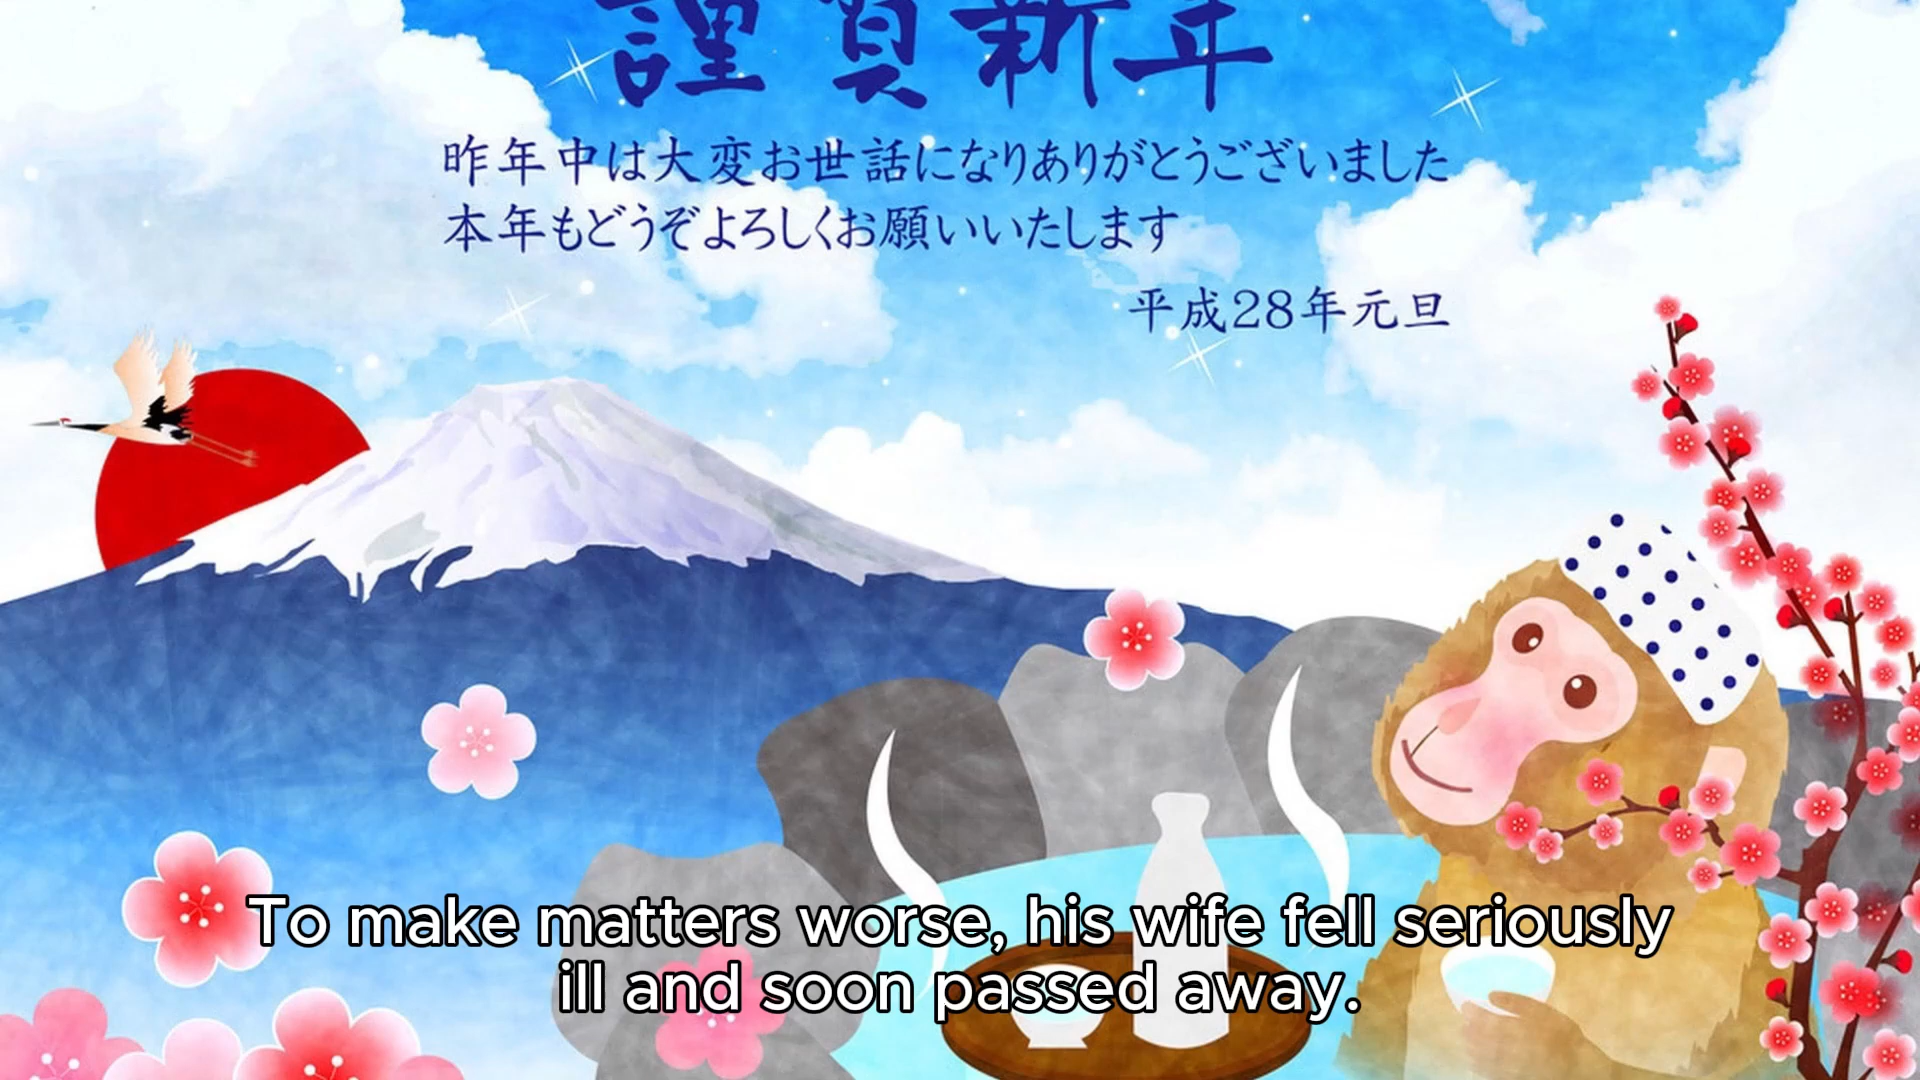 謹賀新年
昨年中は大変お世話になりありがとうございました
本年もどうぞよろしくお願いいたします
平成28年元旦
To make matters worse, his wife fell seriously
ill and soon passed away.